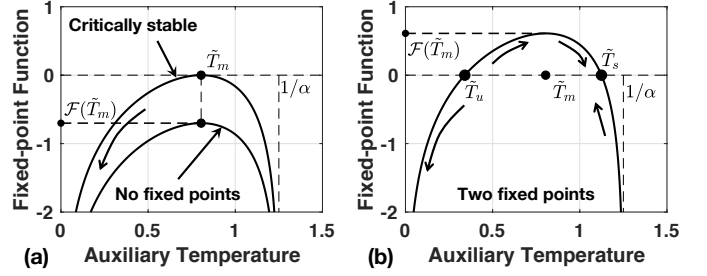 Fixed-point Function
0
-1
-2
Critically stable
T̃ₘ
1/α
ℱ(T̃ₘ)
No fixed points
0
0.5
1
1.5
(a)
Auxiliary Temperature
Fixed-point Function
0
-1
-2
ℱ(T̃ₘ)
T̃ᵤ
T̃ₘ
T̃ₛ
1/α
Two fixed points
0
0.5
1
1.5
(b)
Auxiliary Temperature